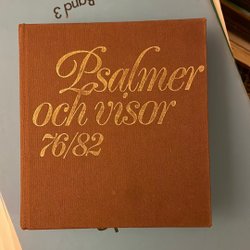 Band 3
Psalmer
och visor
76/82